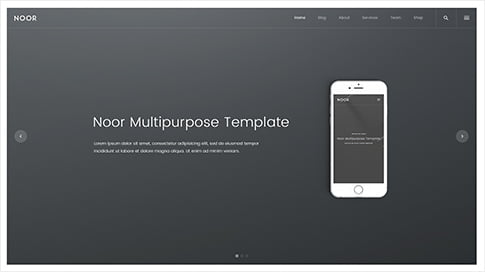 NOOR
Home Blog About Services Team Shop
Noor Multipurpose Template
Lorem ipsum dolor sit amet, consectetur adipisicing elit, sed do eiusmod tempor
incididunt ut labore et dolore magna aliqua. Ut enim ad minim veniam.
NOOR
Noor Multipurpose Template